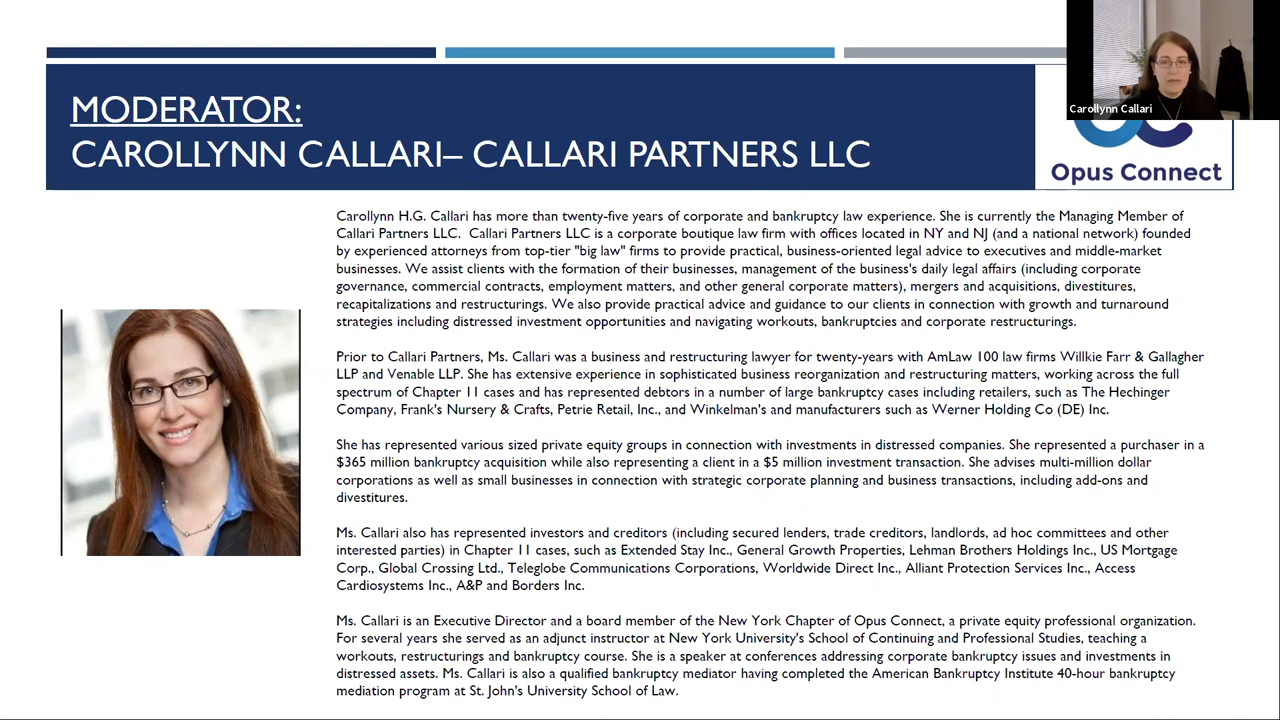 MODERATOR:
CAROLLYNN CALLARI– CALLARI PARTNERS LLC
Carollynn Callari
Opus Connect
Carollynn H.G. Callari has more than twenty-five years of corporate and bankruptcy law experience. She is currently the Managing Member of
Callari Partners LLC. Callari Partners LLC is a corporate boutique law firm with offices located in NY and NJ (and a national network) founded
by experienced attorneys from top-tier "big law" firms to provide practical, business-oriented legal advice to executives and middle-market
businesses. We assist clients with the formation of their businesses, management of the business's daily legal affairs (including corporate
governance, commercial contracts, employment matters, and other general corporate matters), mergers and acquisitions, divestitures,
recapitalizations and restructurings. We also provide practical advice and guidance to our clients in connection with growth and turnaround
strategies including distressed investment opportunities and navigating workouts, bankruptcies and corporate restructurings.
Prior to Callari Partners, Ms. Callari was a business and restructuring lawyer for twenty-years with AmLaw 100 law firms Willkie Farr & Gallagher
LLP and Venable LLP. She has extensive experience in sophisticated business reorganization and restructuring matters, working across the full
spectrum of Chapter 11 cases and has represented debtors in a number of large bankruptcy cases including retailers, such as The Hechinger
Company, Frank's Nursery & Crafts, Petrie Retail, Inc., and Winkelman's and manufacturers such as Werner Holding Co (DE) Inc.
She has represented various sized private equity groups in connection with investments in distressed companies. She represented a purchaser in a
$365 million bankruptcy acquisition while also representing a client in a $5 million investment transaction. She advises multi-million dollar
corporations as well as small businesses in connection with strategic corporate planning and business transactions, including add-ons and
divestitures.
Ms. Callari also has represented investors and creditors (including secured lenders, trade creditors, landlords, ad hoc committees and other
interested parties) in Chapter 11 cases, such as Extended Stay Inc., General Growth Properties, Lehman Brothers Holdings Inc., US Mortgage
Corp., Global Crossing Ltd., Teleglobe Communications Corporations, Worldwide Direct Inc., Alliant Protection Services Inc., Access
Cardiosystems Inc., A&P and Borders Inc.
Ms. Callari is an Executive Director and a board member of the New York Chapter of Opus Connect, a private equity professional organization.
For several years she served as an adjunct instructor at New York University's School of Continuing and Professional Studies, teaching a
workouts, restructurings and bankruptcy course. She is a speaker at conferences addressing corporate bankruptcy issues and investments in
distressed assets. Ms. Callari is also a qualified bankruptcy mediator having completed the American Bankruptcy Institute 40-hour bankruptcy
mediation program at St. John's University School of Law.